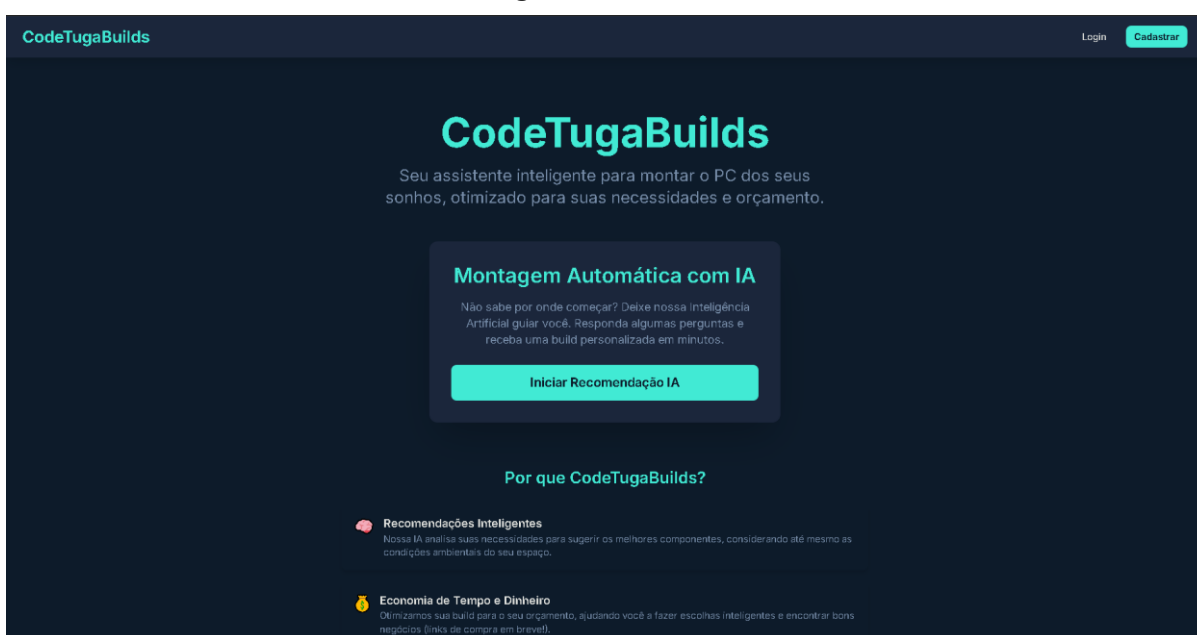 CodeTugaBuilds
Login
Cadastrar
CodeTugaBuilds
Seu assistente inteligente para montar o PC dos seus
sonhos, otimizado para suas necessidades e orçamento.
Montagem Automática com IA
Não sabe por onde começar? Deixe nossa Inteligência
Artificial guiar você. Responda algumas perguntas e
receba uma build personalizada em minutos.
Iniciar Recomendação IA
Por que CodeTugaBuilds?
Recomendações Inteligentes
Nossa IA analisa suas necessidades para sugerir os melhores componentes, considerando até mesmo as
condições ambientais do seu espaço.
Economia de Tempo e Dinheiro
Otimizamos sua build para o seu orçamento, ajudando você a fazer escolhas inteligentes e encontrar bons
negócios (links de compra em breve!).